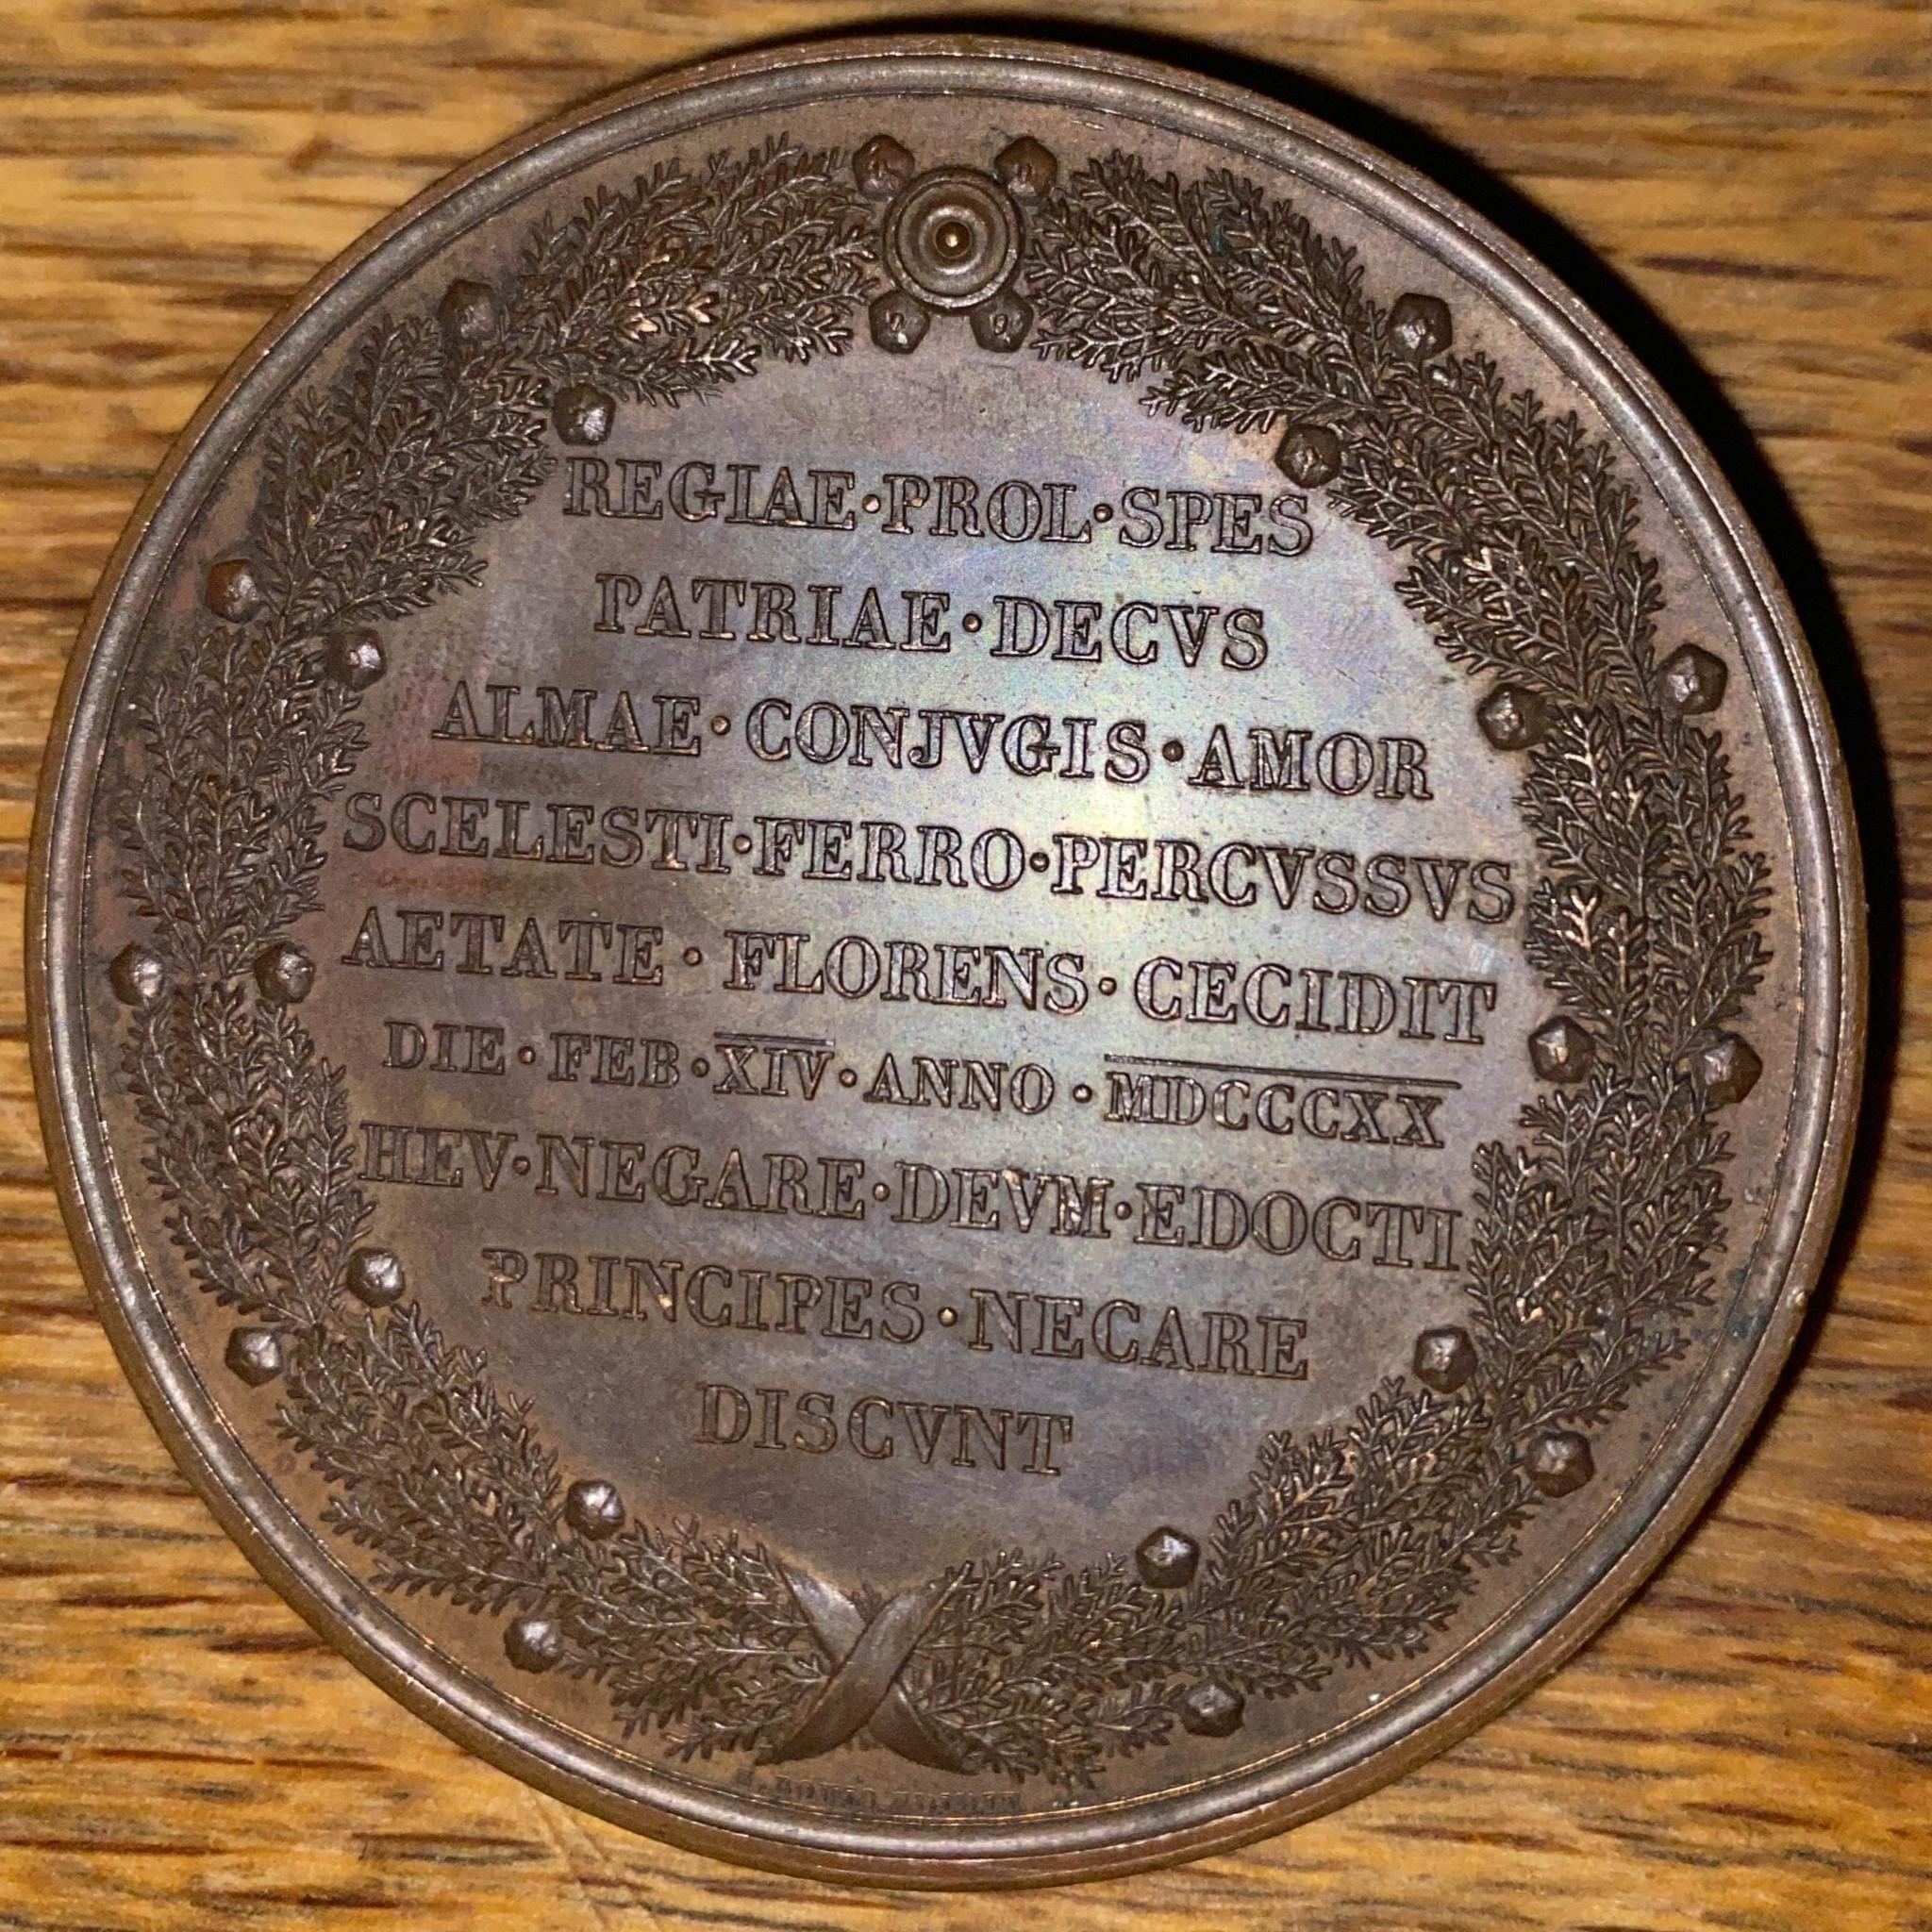 REGIAE·PROL·SPES
PATRIAE·DECVS
ALMAE·CONJVGIS·AMOR
SCELESTI·FERRO·PERCVSSVS
AETATE·FLORENS·CECIDIT
DIE·FEB·XIV·ANNO·MDCCCXX
HEV·NEGARE·DEVM·EDOCTI
PRINCIPES·NECARE
DISCVNT